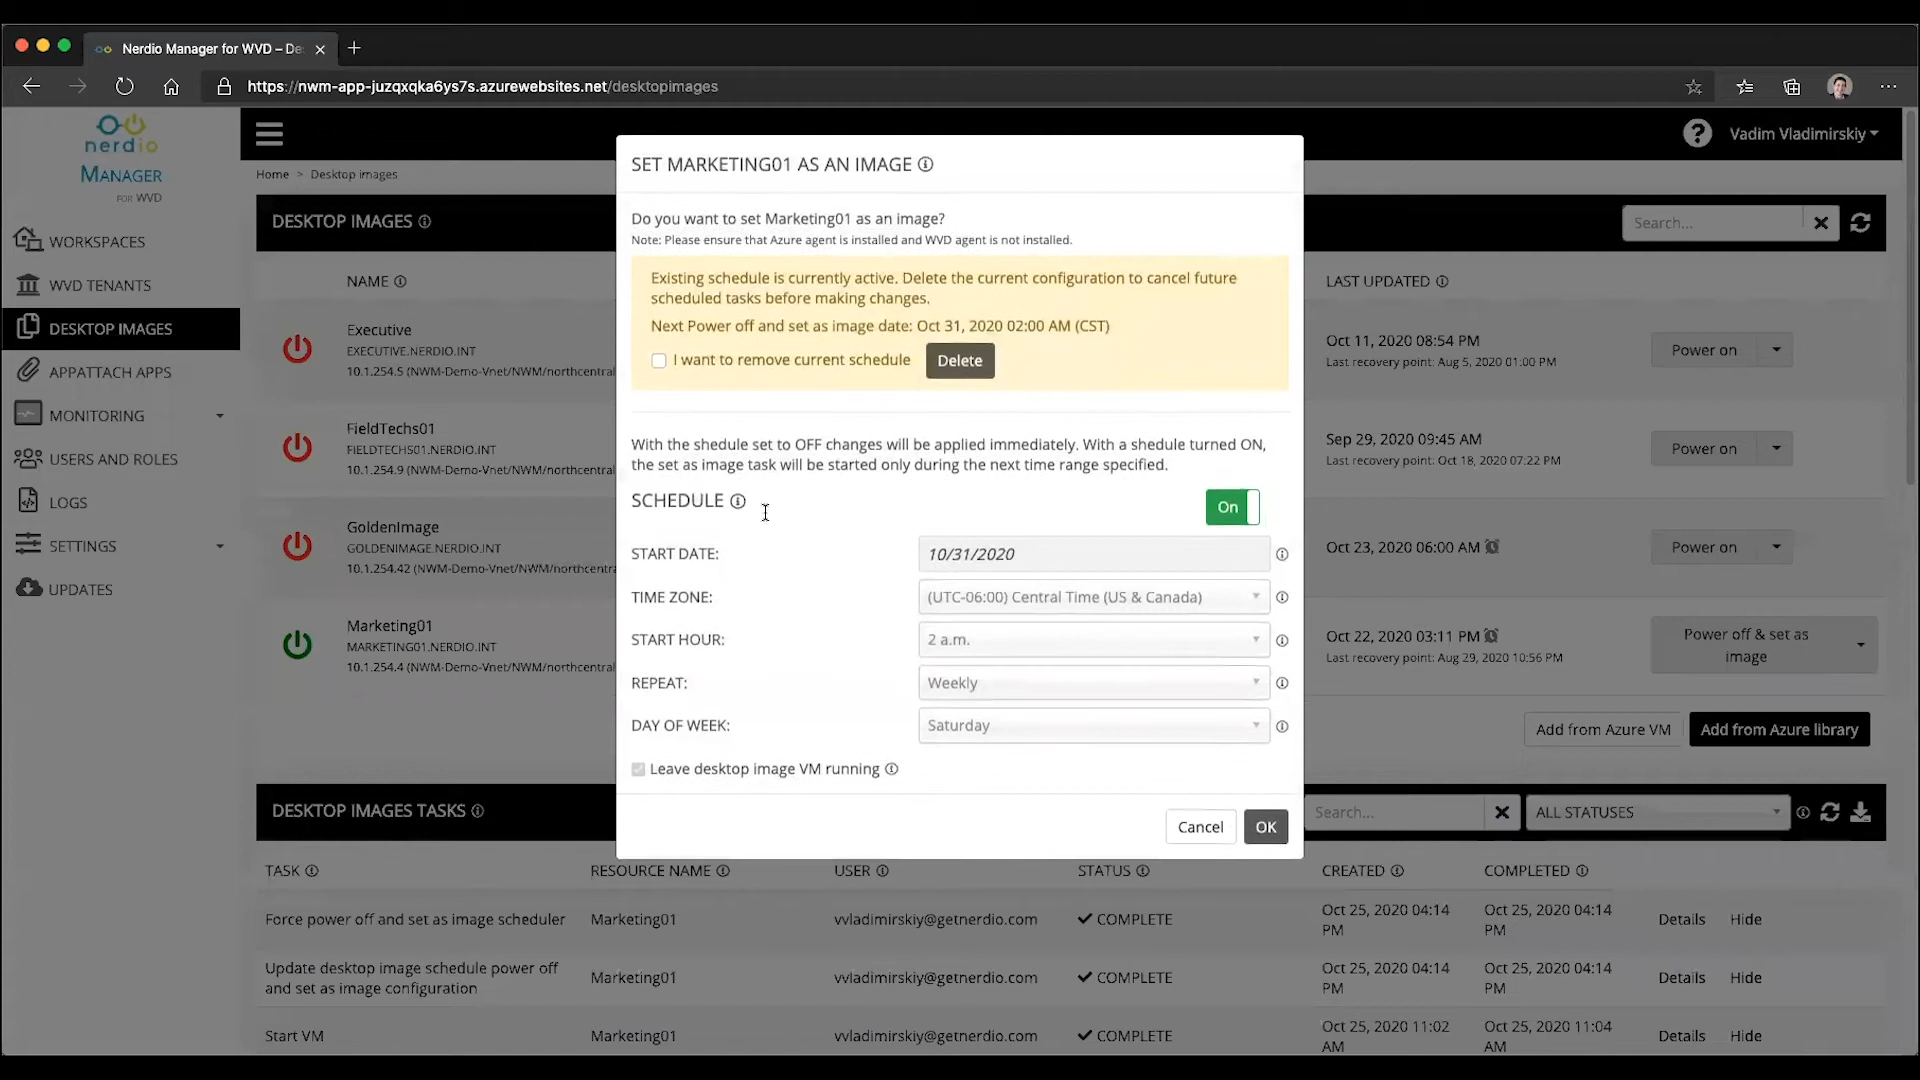 Nerdio Manager for WVD – De
https://nwm-app-juzqxqka6ys7s.azurewebsites.net/desktopimages
nerdio
MANAGER
FOR WVD
Vadim Vladimirskiy
Home > Desktop images
WORKSPACES
WVD TENANTS
DESKTOP IMAGES
APPATTACH APPS
MONITORING
USERS AND ROLES
LOGS
SETTINGS
UPDATES
DESKTOP IMAGES
Search...
NAME
LAST UPDATED
Executive
EXECUTIVE.NERDIO.INT
10.1.254.5 (NWM-Demo-Vnet/NWM/northcentral
Oct 11, 2020 08:54 PM
Last recovery point: Aug 5, 2020 01:00 PM
Power on
FieldTechs01
FIELDTECHS01.NERDIO.INT
10.1.254.9 (NWM-Demo-Vnet/NWM/northcentral
Sep 29, 2020 09:45 AM
Last recovery point: Oct 18, 2020 07:22 PM
Power on
GoldenImage
GOLDENIMAGE.NERDIO.INT
10.1.254.42 (NWM-Demo-Vnet/NWM/northcentra
Oct 23, 2020 06:00 AM
Power on
Marketing01
MARKETING01.NERDIO.INT
10.1.254.4 (NWM-Demo-Vnet/NWM/northcentral
Oct 22, 2020 03:11 PM
Last recovery point: Aug 29, 2020 10:56 PM
Power off & set as
image
Add from Azure VM
Add from Azure library
SET MARKETING01 AS AN IMAGE
Do you want to set Marketing01 as an image?
Note: Please ensure that Azure agent is installed and WVD agent is not installed.
Existing schedule is currently active. Delete the current configuration to cancel future
scheduled tasks before making changes.
Next Power off and set as image date: Oct 31, 2020 02:00 AM (CST)
I want to remove current schedule
Delete
With the shedule set to OFF changes will be applied immediately. With a shedule turned ON,
the set as image task will be started only during the next time range specified.
SCHEDULE
On
START DATE:
10/31/2020
TIME ZONE:
(UTC-06:00) Central Time (US & Canada)
START HOUR:
2 a.m.
REPEAT:
Weekly
DAY OF WEEK:
Saturday
Leave desktop image VM running
Cancel
OK
DESKTOP IMAGES TASKS
Search...
ALL STATUSES
TASK
RESOURCE NAME
USER
STATUS
CREATED
COMPLETED
Force power off and set as image scheduler
Marketing01
vvladimirskiy@getnerdio.com
COMPLETE
Oct 25, 2020 04:14
PM
Oct 25, 2020 04:14
PM
Details
Hide
Update desktop image schedule power off
and set as image configuration
Marketing01
vvladimirskiy@getnerdio.com
COMPLETE
Oct 25, 2020 04:14
PM
Oct 25, 2020 04:14
PM
Details
Hide
Start VM
Marketing01
vvladimirskiy@getnerdio.com
COMPLETE
Oct 25, 2020 11:02
AM
Oct 25, 2020 11:04
AM
Details
Hide